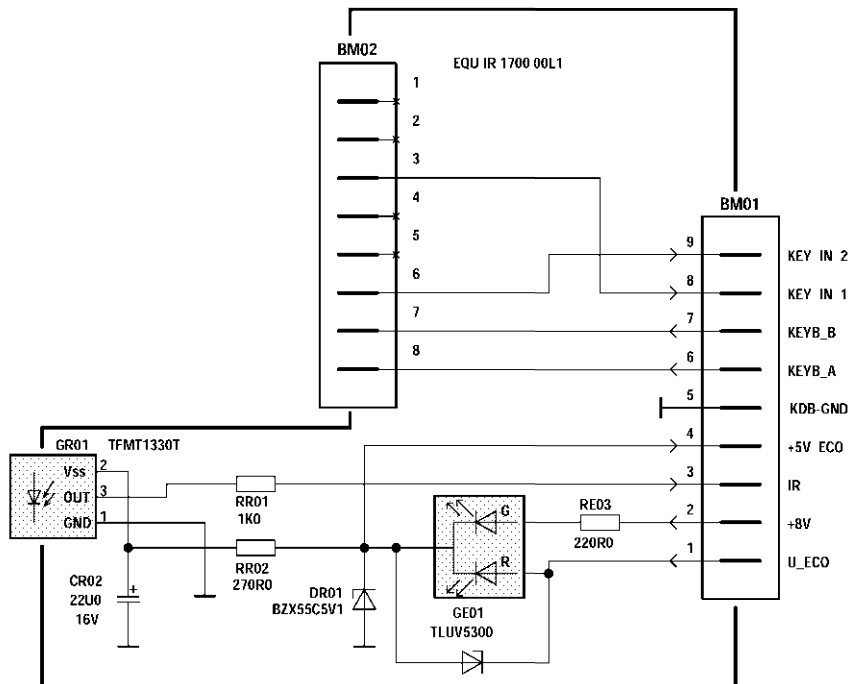 BM02
EQU IR 1700 00L1
1
2
3
4
5
6
7
8
BM01
9
KEY IN 2
8
KEY IN 1
7
KEYB_B
6
KEYB_A
5
KDB-GND
4
+5V ECO
3
IR
2
+8V
1
U_ECO
GR01
TFMT1330T
Vss
2
OUT
3
GND
1
RR01
1K0
RR02
270R0
CR02
22U0
16V
+
DR01
BZX55C5V1
G
R
GE01
TLUV5300
RE03
220R0